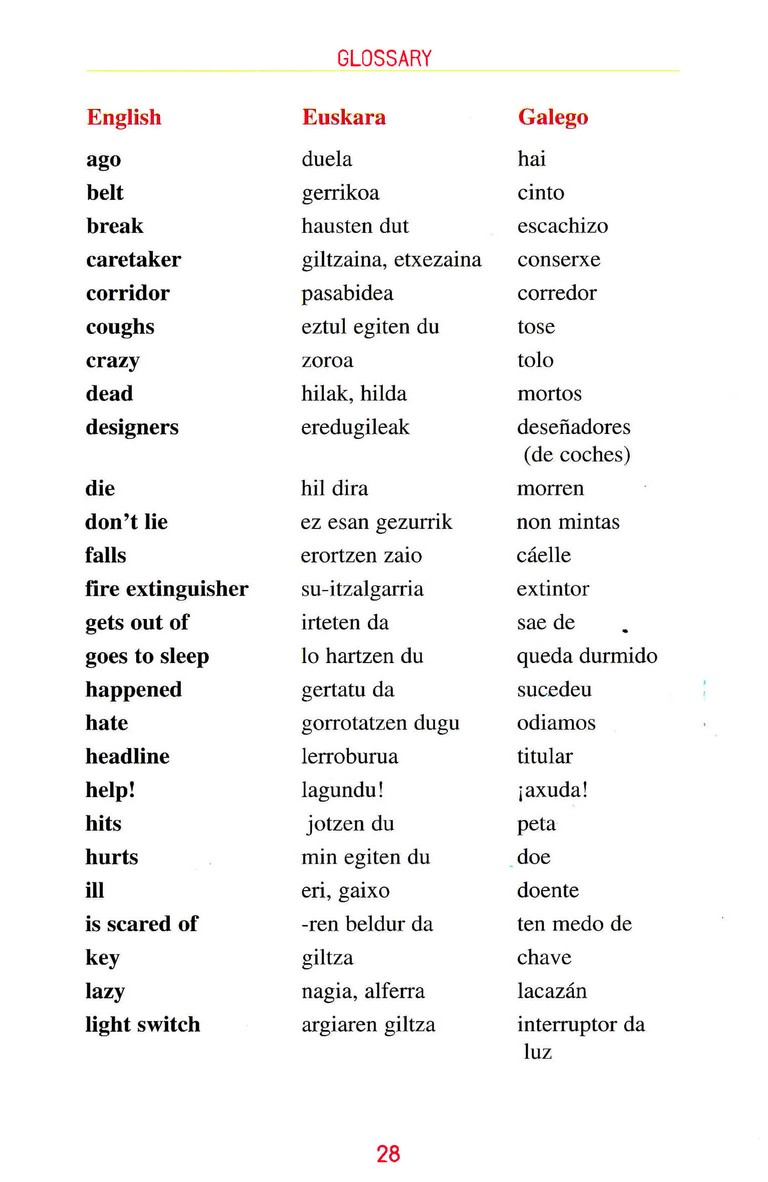 GLOSSARY
English Euskara Galego
ago duela hai
belt gerrikoa cinto
break hausten dut escachizo
caretaker giltzaina, etxezaina conserxe
corridor pasabidea corredor
coughs eztul egiten du tose
crazy zoroa tolo
dead hilak, hilda mortos
designers eredugileak deseñadores
(de coches)
die hil dira morren
don't lie ez esan gezurrik non mintas
falls erortzen zaio cáelle
fire extinguisher su-itzalgarria extintor
gets out of irteten da sae de
goes to sleep lo hartzen du queda durmido
happened gertatu da sucedeu
hate gorrotatzen dugu odiamos
headline lerroburua titular
help! lagundu! ¡axuda!
hits jotzen du peta
hurts min egiten du doe
ill eri, gaixo doente
is scared of -ren beldur da ten medo de
key giltza chave
lazy nagia, alferra lacazán
light switch argiaren giltza interruptor da
luz
28